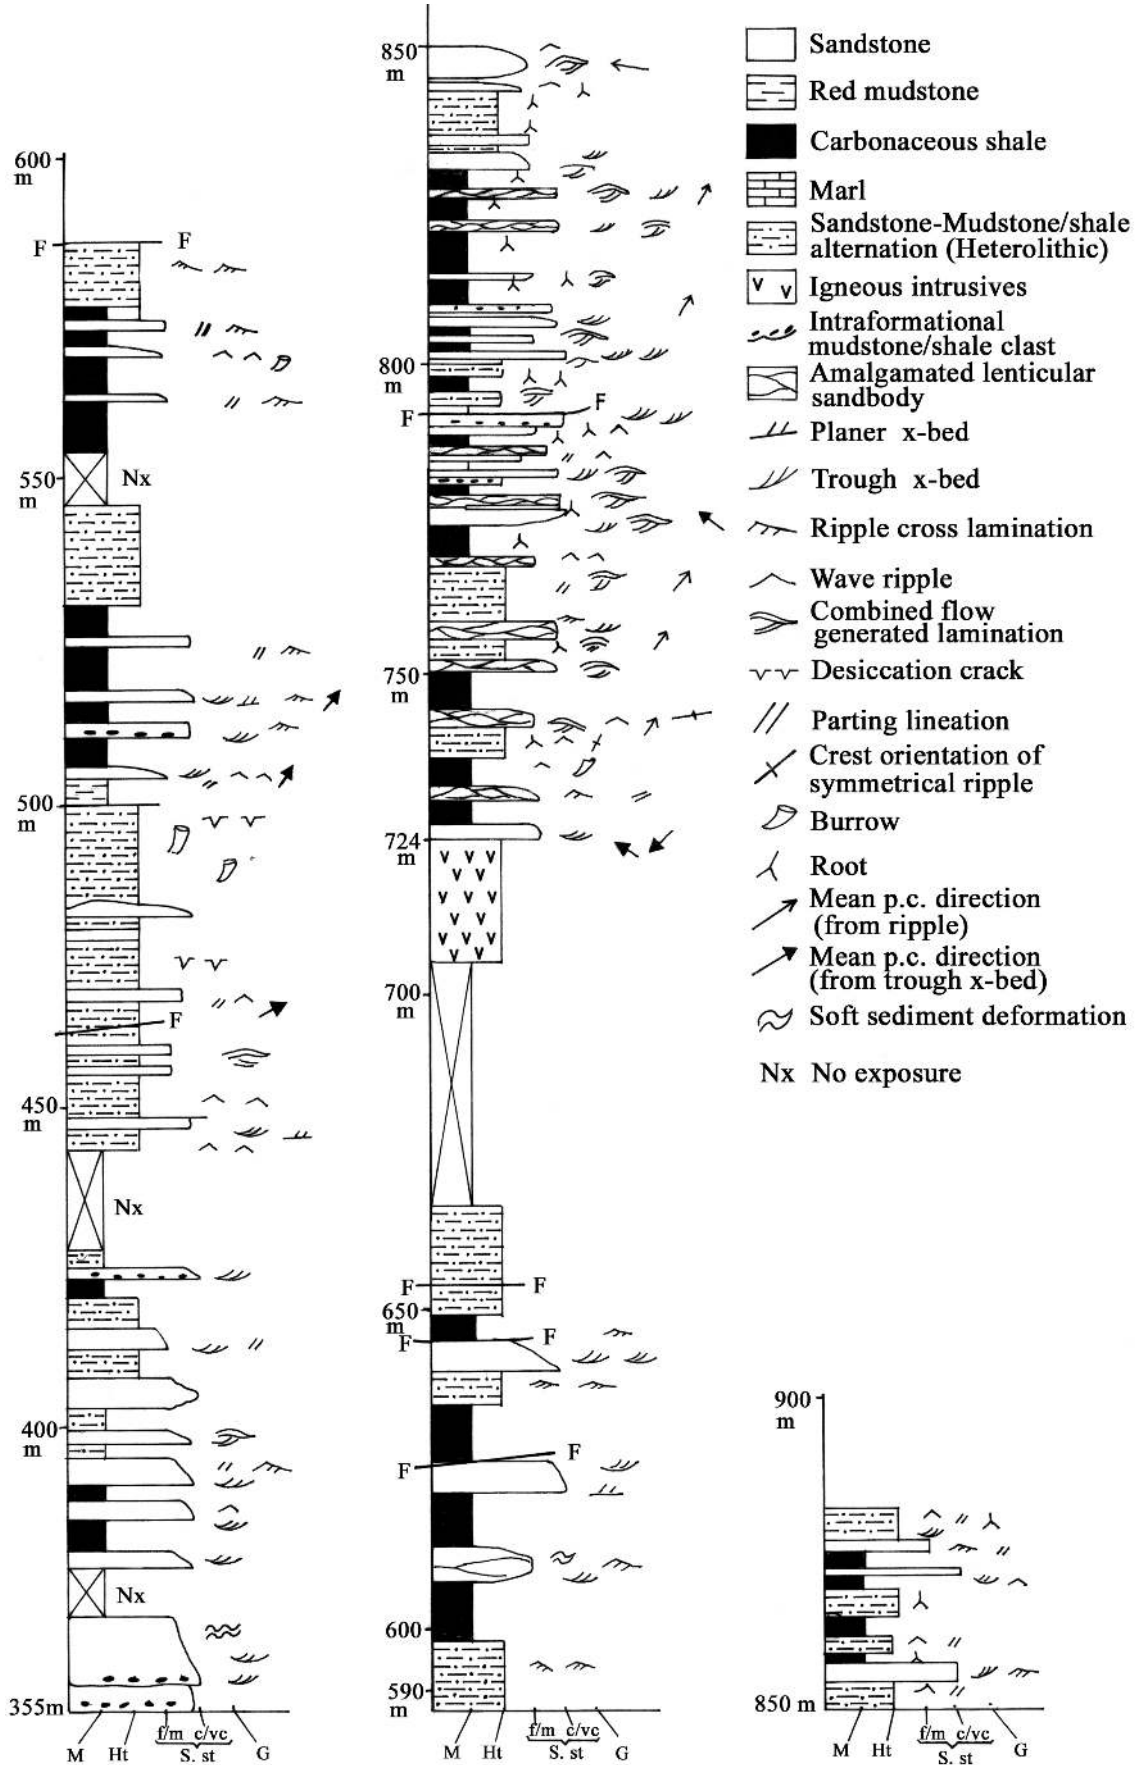 600
m
F
F
Nx
550
m
500
m
F
450
m
Nx
400
m
Nx
355m
M
Ht
f/m c/vc
S. st
G
850
m
800
m
F
F
750
m
724
m
700
m
F
F
650
m
F
F
F
F
600
590
m
M
Ht
f/m c/vc
S. st
G
Sandstone
Red mudstone
Carbonaceous shale
Marl
Sandstone-Mudstone/shale
alternation (Heterolithic)
Igneous intrusives
Intraformational
mudstone/shale clast
Amalgamated lenticular
sandbody
Planer x-bed
Trough x-bed
Ripple cross lamination
Wave ripple
Combined flow
generated lamination
Desiccation crack
Parting lineation
Crest orientation of
symmetrical ripple
Burrow
Root
Mean p.c. direction
(from ripple)
Mean p.c. direction
(from trough x-bed)
Soft sediment deformation
Nx No exposure
900
m
850 m
M
Ht
f/m c/vc
S. st
G